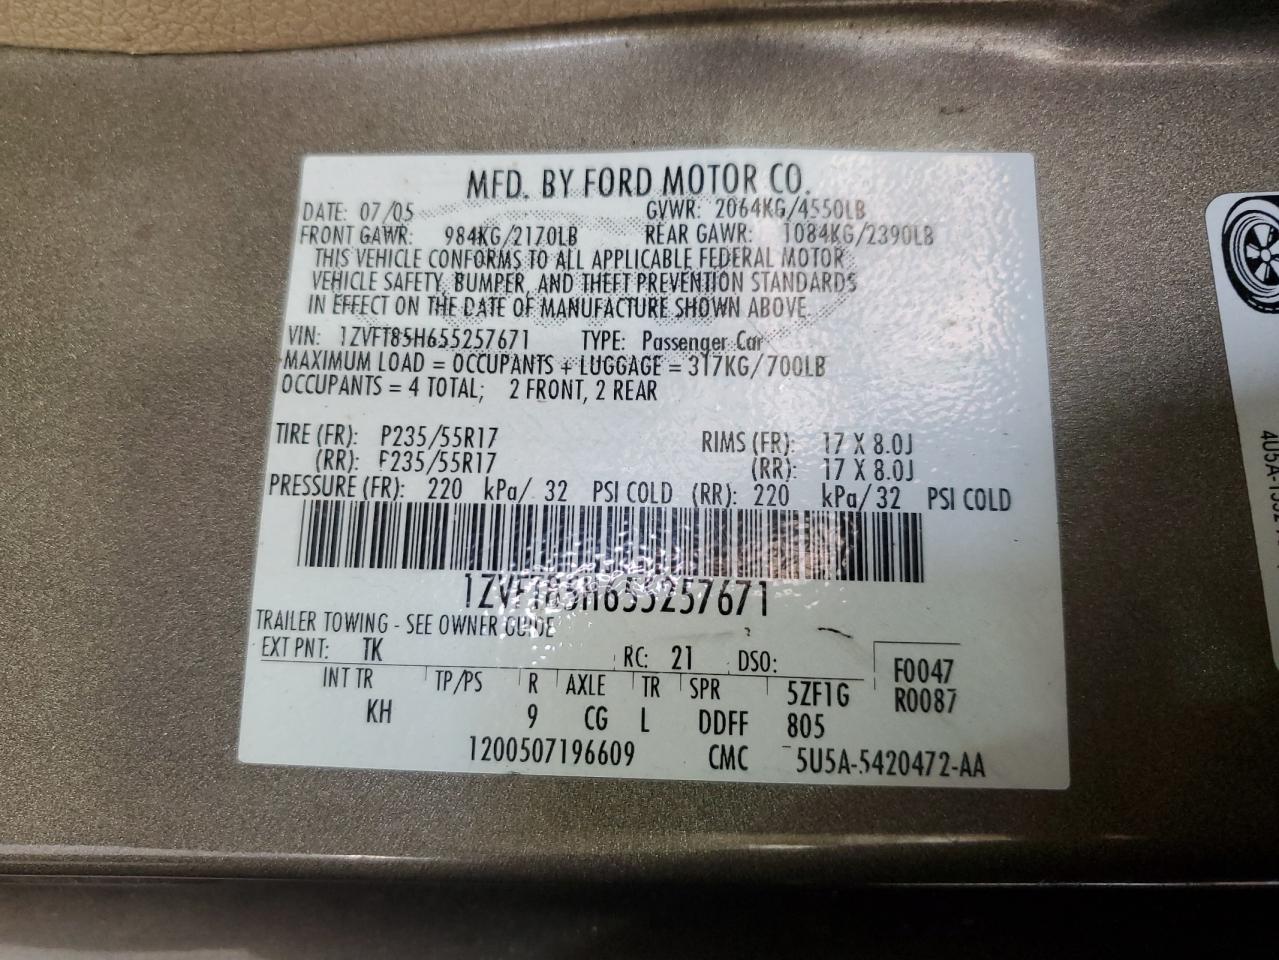 MFD. BY FORD MOTOR CO.
DATE: 07/05 GVWR: 2064KG/4550LB
FRONT GAWR: 984KG/2170LB REAR GAWR: 1084KG/2390LB
THIS VEHICLE CONFORMS TO ALL APPLICABLE FEDERAL MOTOR
VEHICLE SAFETY, BUMPER, AND THEFT PREVENTION STANDARDS
IN EFFECT ON THE DATE OF MANUFACTURE SHOWN ABOVE.
VIN: 1ZVFT85H655257671 TYPE: Passenger Car
MAXIMUM LOAD = OCCUPANTS + LUGGAGE = 317KG/700LB
OCCUPANTS = 4 TOTAL; 2 FRONT, 2 REAR
TIRE (FR): P235/55R17 RIMS (FR): 17 X 8.0J
(RR): P235/55R17 (RR): 17 X 8.0J
PRESSURE (FR): 220 kPa/ 32 PSI COLD (RR): 220 kPa/ 32 PSI COLD
1ZVFT85H655257671
TRAILER TOWING - SEE OWNER GUIDE
EXT PNT: TK RC: 21 DSO: F0047
INT TR TP/PS R AXLE TR SPR 5ZF1G R0087
KH 9 CG L DDFF 805
1200507196609 CMC 5U5A-5420472-AA